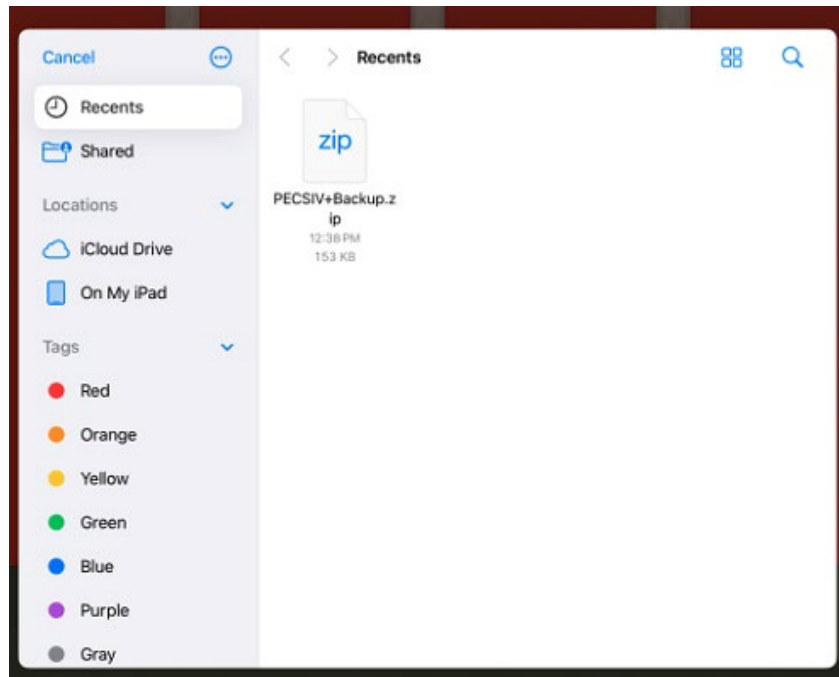 Cancel
Recents
Recents
Shared
Locations
iCloud Drive
On My iPad
Tags
Red
Orange
Yellow
Green
Blue
Purple
Gray
zip
PECSIV+Backup.z
ip
12:38 PM
153 KB